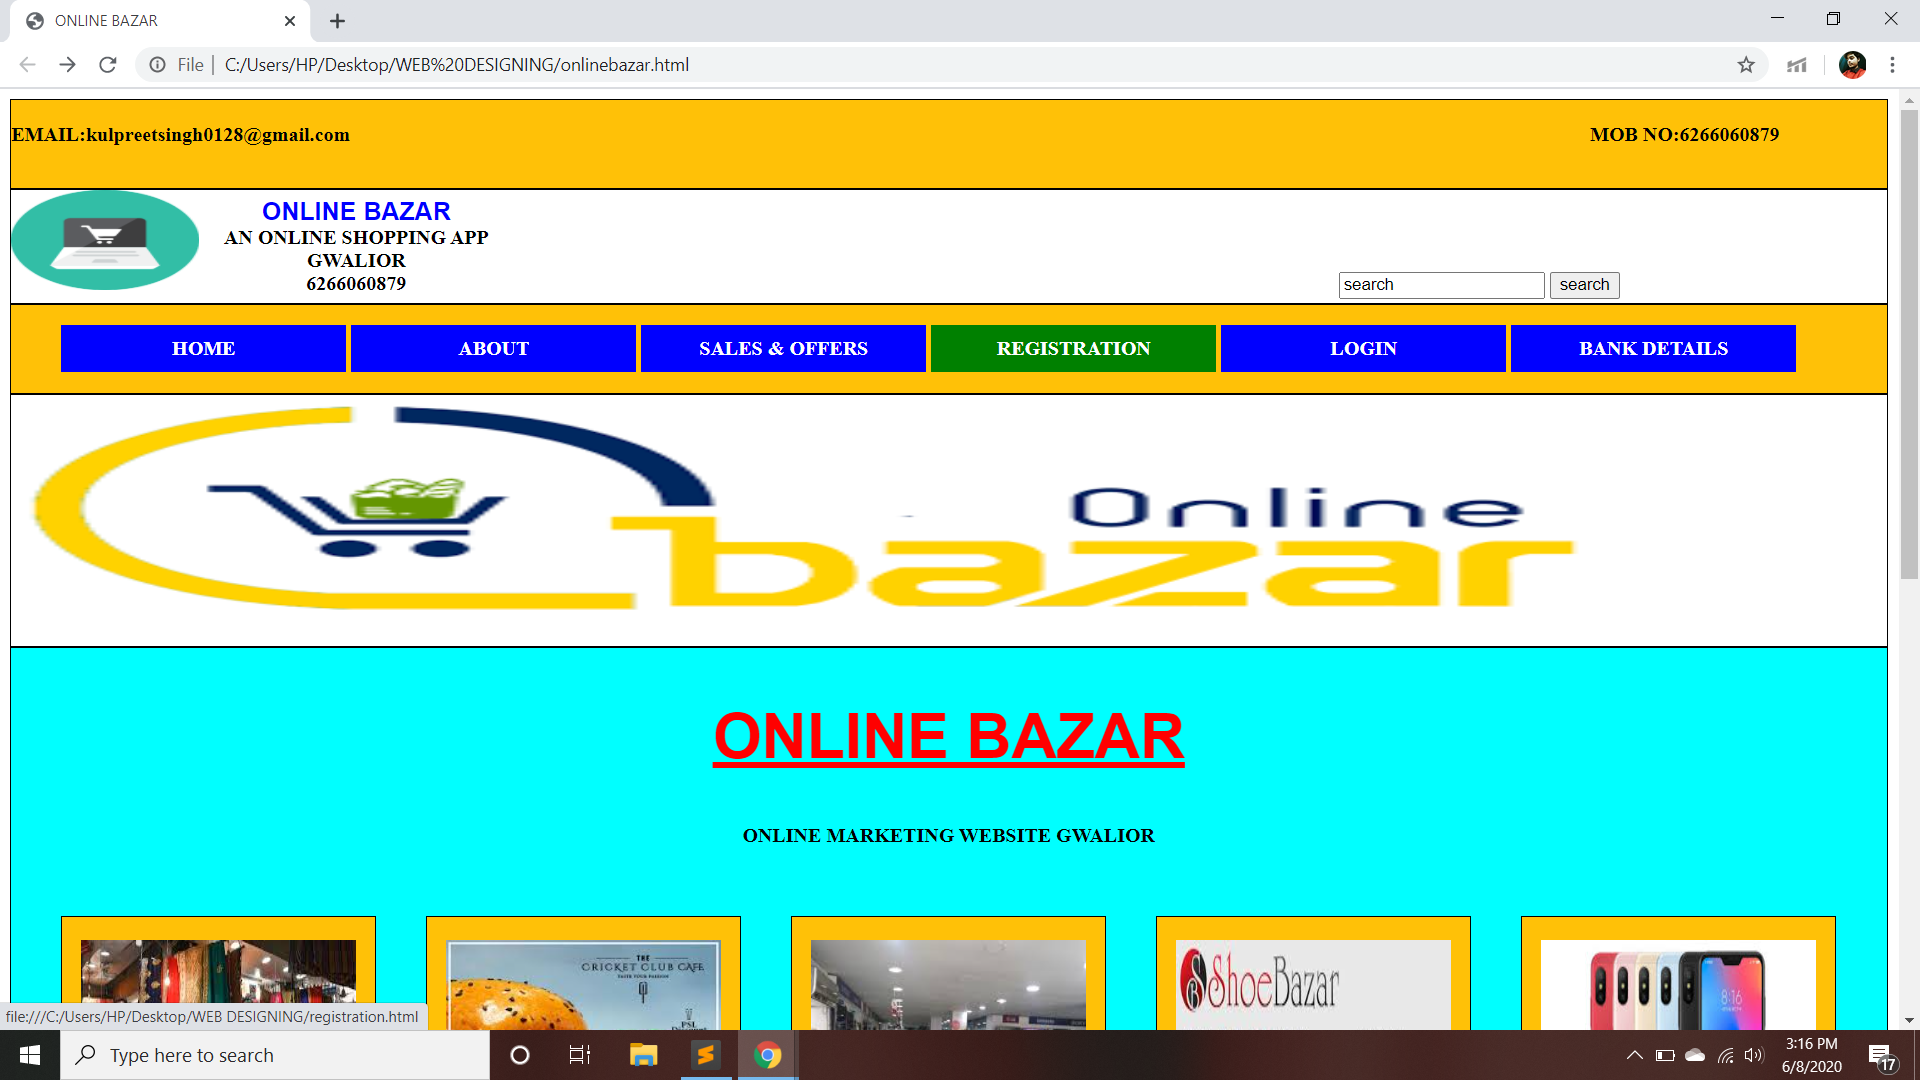 ONLINE BAZAR
File
C:/Users/HP/Desktop/WEB%20DESIGNING/onlinebazar.html
EMAIL:kulpreetsingh0128@gmail.com
MOB NO:6266060879
ONLINE BAZAR
AN ONLINE SHOPPING APP
GWALIOR
6266060879
search
search
HOME
ABOUT
SALES & OFFERS
REGISTRATION
LOGIN
BANK DETAILS
Online
bazar
ONLINE BAZAR
ONLINE MARKETING WEBSITE GWALIOR
THE
CRICKET CLUB CAFE
PSL
ShoeBazar
8:16
file:///C:/Users/HP/Desktop/WEB DESIGNING/registration.html
Type here to search
3:16 PM
6/8/2020
17